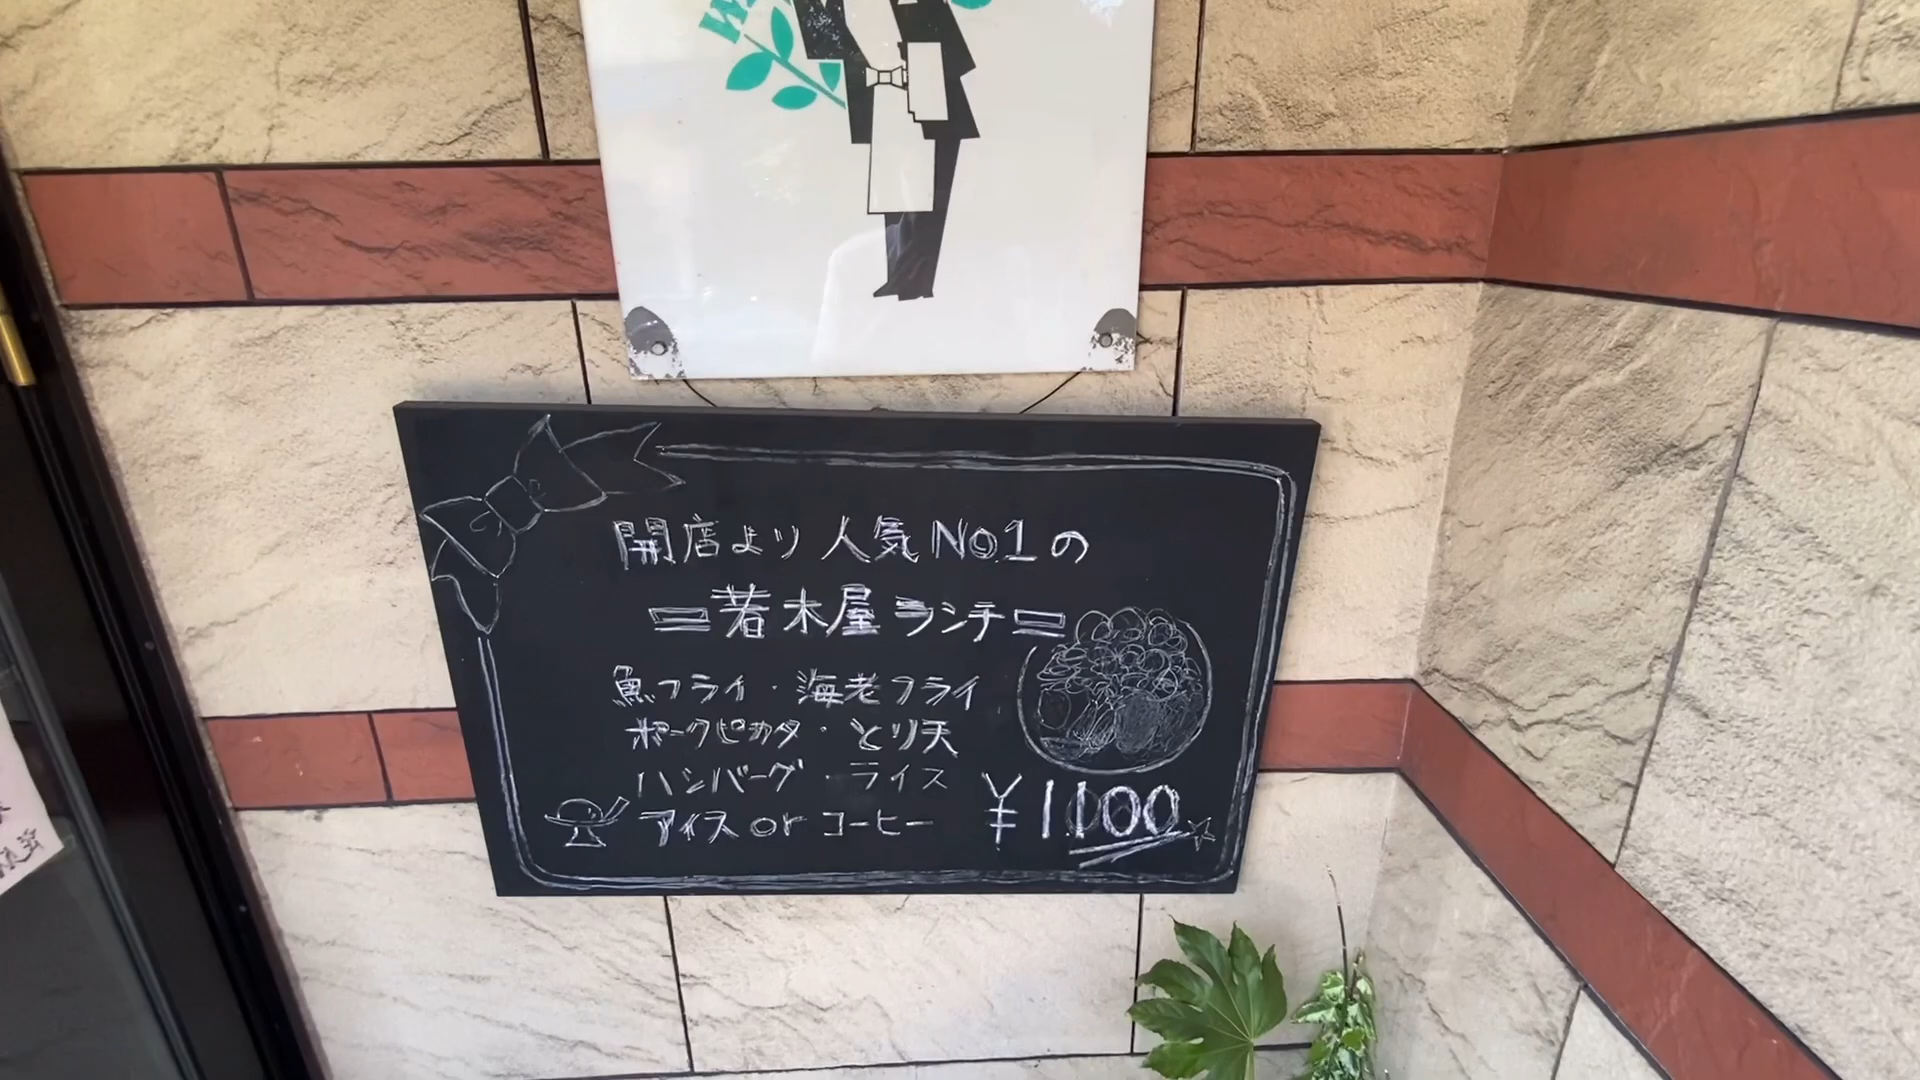 開店より人気No.1の
=若木屋ランチ=
魚フライ・海老フライ
ポークピカタ・とり天
ハンバーグ・ライス
アイスorコーヒー
¥1100